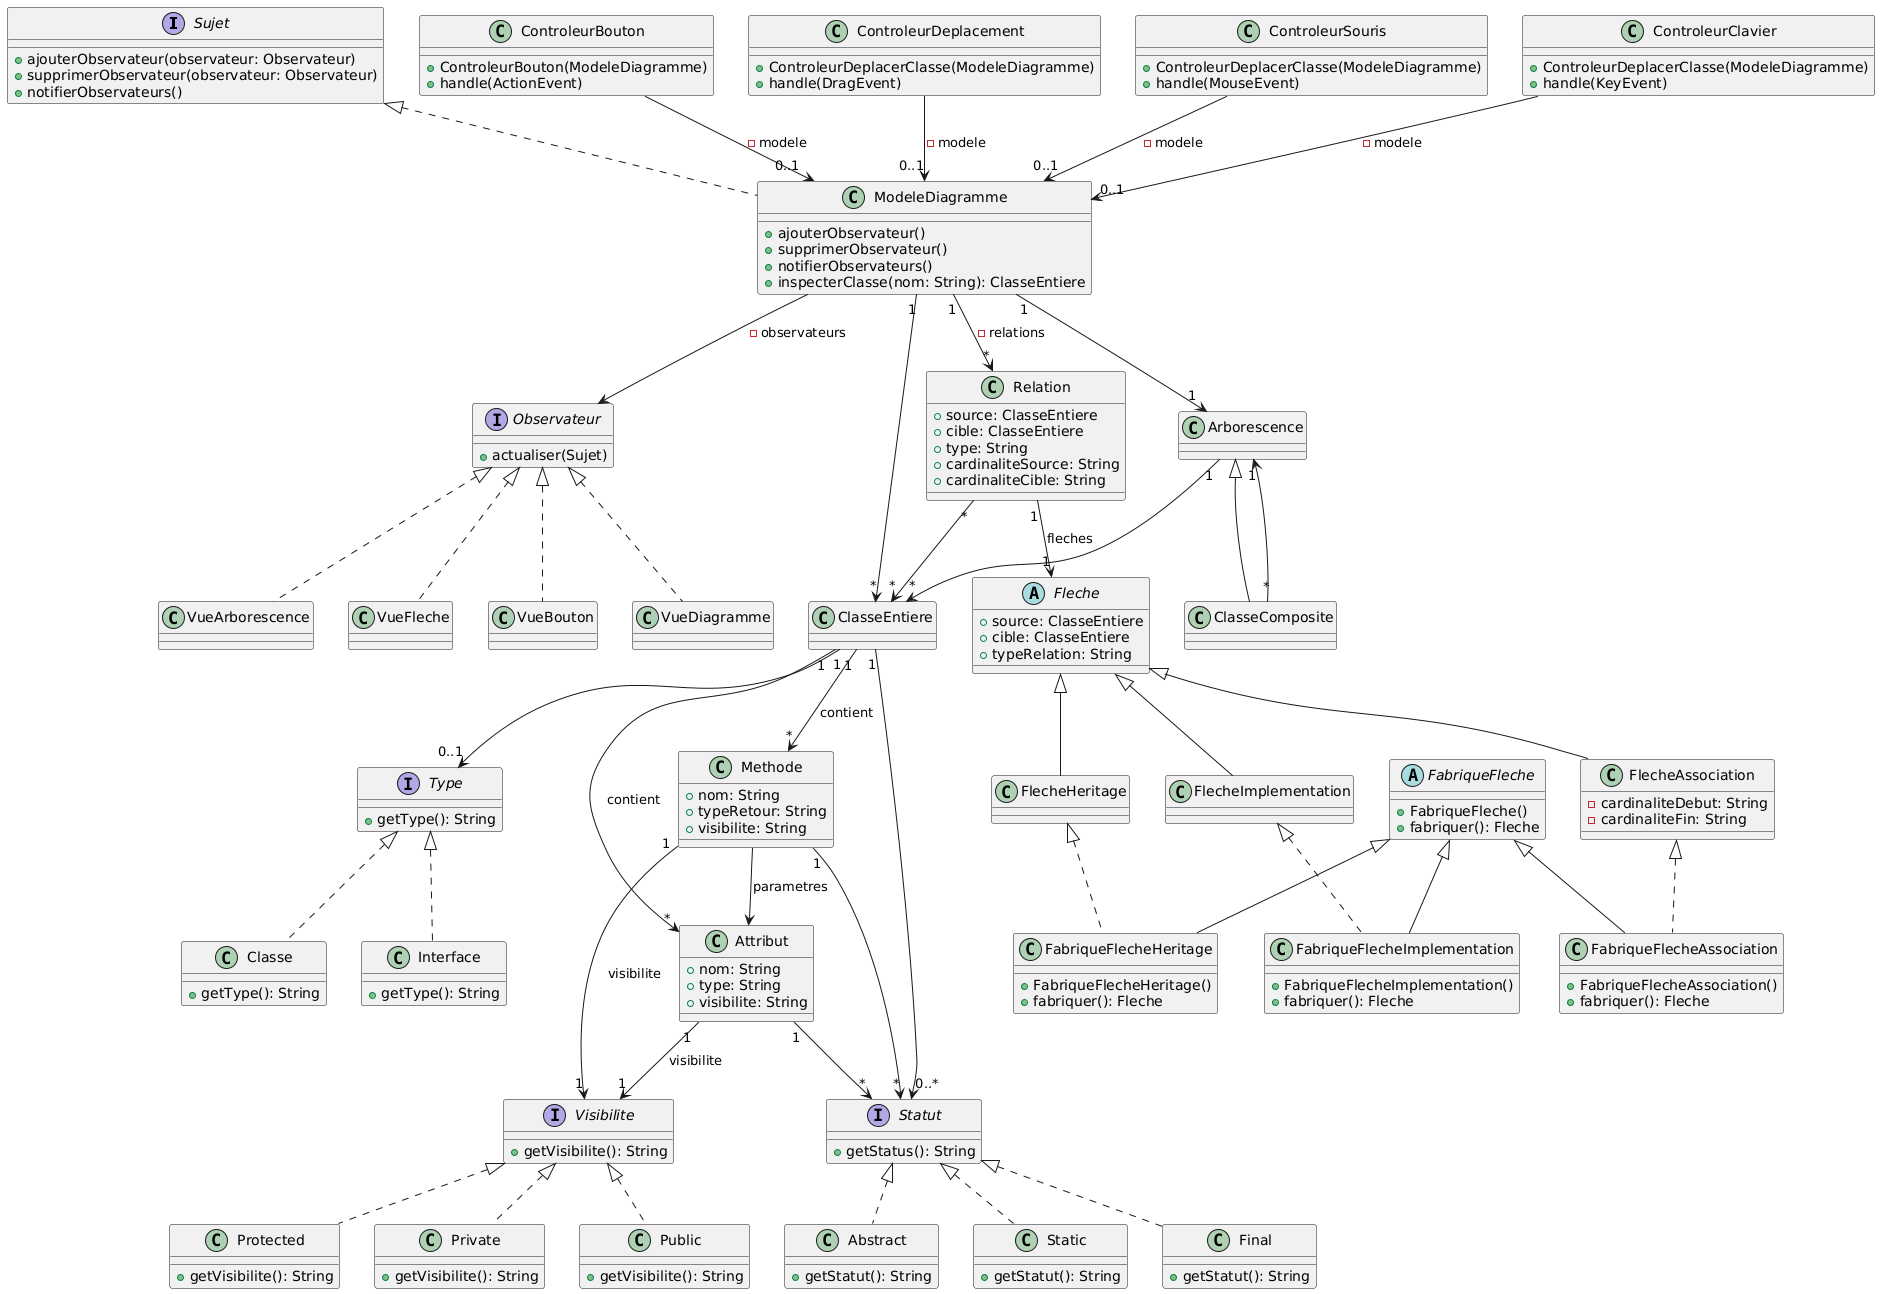 I Sujet
ajouterObservateur(observateur: Observateur)
supprimerObservateur(observateur: Observateur)
notifierObservateurs()
C ControleurBouton
ControleurBouton(ModeleDiagramme)
handle(ActionEvent)
C ControleurDeplacement
ControleurDeplacerClasse(ModeleDiagramme)
handle(DragEvent)
C ControleurSouris
ControleurDeplacerClasse(ModeleDiagramme)
handle(MouseEvent)
C ControleurClavier
ControleurDeplacerClasse(ModeleDiagramme)
handle(KeyEvent)
modele
modele
modele
modele
0..1
0..1
0..1
0..1
C ModeleDiagramme
ajouterObservateur()
supprimerObservateur()
notifierObservateurs()
inspecterClasse(nom: String): ClasseEntiere
1
1
1
observateurs
relations
*
1
I Observateur
actualiser(Sujet)
C Relation
source: ClasseEntiere
cible: ClasseEntiere
type: String
cardinaliteSource: String
cardinaliteCible: String
C Arborescence
*
1
1
1
fleches
1
*
*
*
*
C VueArborescence
C VueFleche
C VueBouton
C VueDiagramme
C ClasseEntiere
A Fleche
source: ClasseEntiere
cible: ClasseEntiere
typeRelation: String
C ClasseComposite
1
1
1
1
contient
*
0..1
I Type
getType(): String
contient
C Methode
nom: String
typeRetour: String
visibilite: String
C FlecheHeritage
C FlecheImplementation
A FabriqueFleche
FabriqueFleche()
fabriquer(): Fleche
C FlecheAssociation
cardinaliteDebut: String
cardinaliteFin: String
1
1
parametres
*
C Classe
getType(): String
C Interface
getType(): String
visibilite
C Attribut
nom: String
type: String
visibilite: String
C FabriqueFlecheHeritage
FabriqueFlecheHeritage()
fabriquer(): Fleche
C FabriqueFlecheImplementation
FabriqueFlecheImplementation()
fabriquer(): Fleche
C FabriqueFlecheAssociation
FabriqueFlecheAssociation()
fabriquer(): Fleche
1
1
visibilite
1
1
*
*
0..*
I Visibilite
getVisibilite(): String
I Statut
getStatus(): String
C Protected
getVisibilite(): String
C Private
getVisibilite(): String
C Public
getVisibilite(): String
C Abstract
getStatut(): String
C Static
getStatut(): String
C Final
getStatut(): String